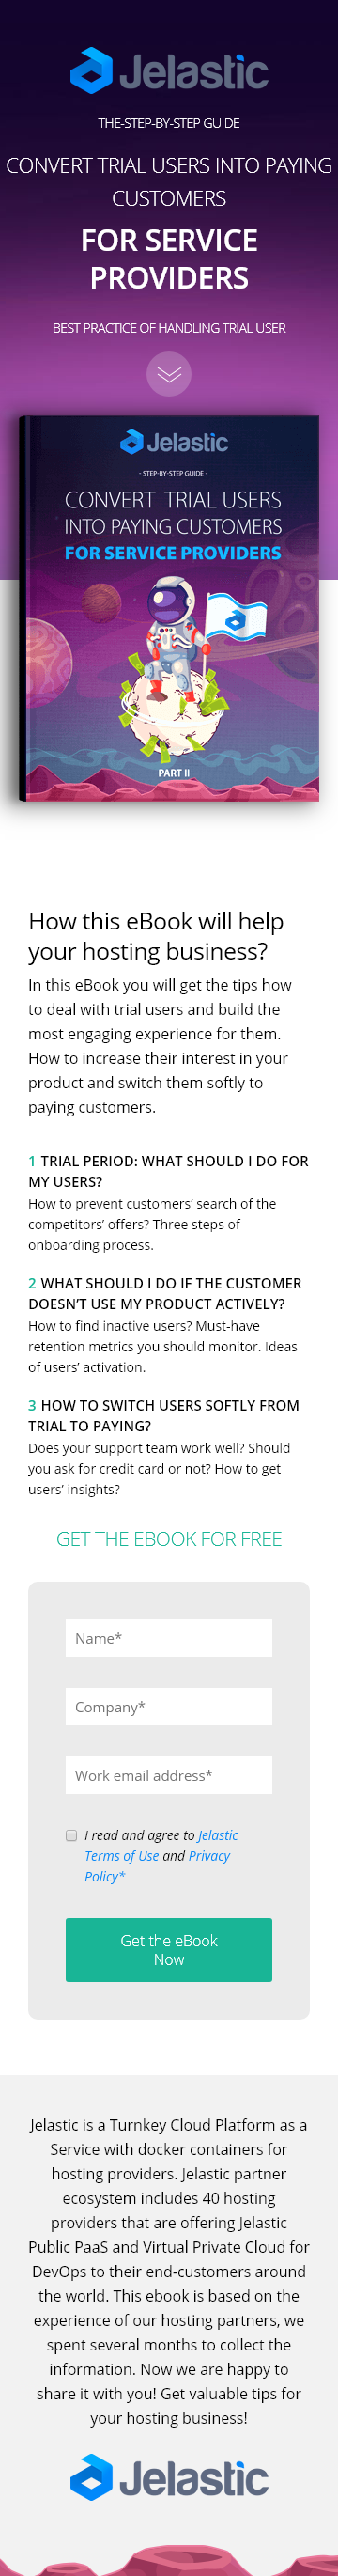 Jelastic
THE-STEP-BY-STEP GUIDE
CONVERT TRIAL USERS INTO PAYING
CUSTOMERS
FOR SERVICE
PROVIDERS
BEST PRACTICE OF HANDLING TRIAL USER
Jelastic
- STEP-BY-STEP GUIDE -
CONVERT TRIAL USERS
INTO PAYING CUSTOMERS
FOR SERVICE PROVIDERS
PART II
How this eBook will help
your hosting business?
In this eBook you will get the tips how
to deal with trial users and build the
most engaging experience for them.
How to increase their interest in your
product and switch them softly to
paying customers.
1 TRIAL PERIOD: WHAT SHOULD I DO FOR
MY USERS?
How to prevent customers’ search of the
competitors’ offers? Three steps of
onboarding process.
2 WHAT SHOULD I DO IF THE CUSTOMER
DOESN’T USE MY PRODUCT ACTIVELY?
How to find inactive users? Must-have
retention metrics you should monitor. Ideas
of users’ activation.
3 HOW TO SWITCH USERS SOFTLY FROM
TRIAL TO PAYING?
Does your support team work well? Should
you ask for credit card or not? How to get
users’ insights?
GET THE EBOOK FOR FREE
Name*
Company*
Work email address*
I read and agree to Jelastic
Terms of Use and Privacy
Policy*
Get the eBook
Now
Jelastic is a Turnkey Cloud Platform as a
Service with docker containers for
hosting providers. Jelastic partner
ecosystem includes 40 hosting
providers that are offering Jelastic
Public PaaS and Virtual Private Cloud for
DevOps to their end-customers around
the world. This ebook is based on the
experience of our hosting partners, we
spent several months to collect the
information. Now we are happy to
share it with you! Get valuable tips for
your hosting business!
Jelastic